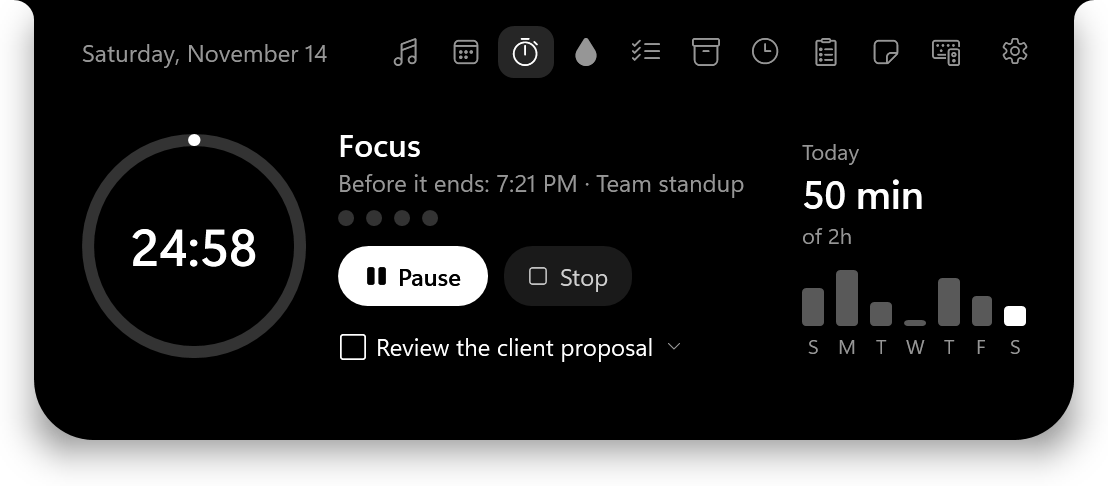 Saturday, November 14
Focus
Before it ends: 7:21 PM · Team standup
24:58
Pause
Stop
Review the client proposal
Today
50 min
of 2h
S M T W T F S